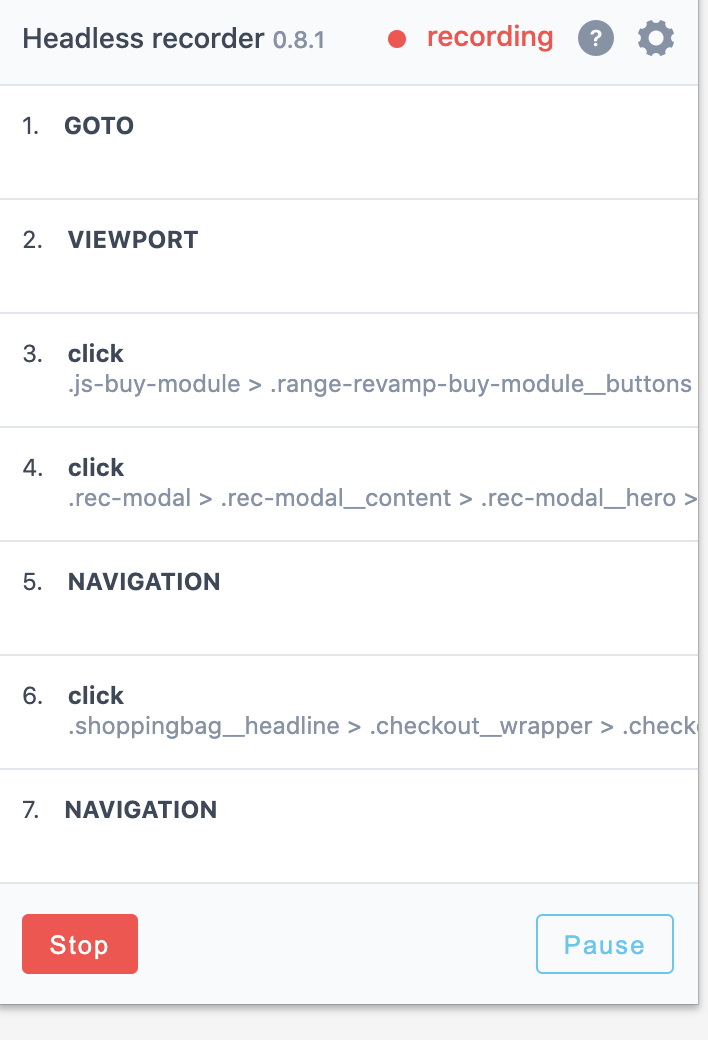 Headless recorder 0.8.1 recording ?
1. GOTO
2. VIEWPORT
3. click
.js-buy-module > .range-revamp-buy-module__buttons
4. click
.rec-modal > .rec-modal__content > .rec-modal__hero >
5. NAVIGATION
6. click
.shoppingbag__headline > .checkout__wrapper > .check
7. NAVIGATION
Stop Pause